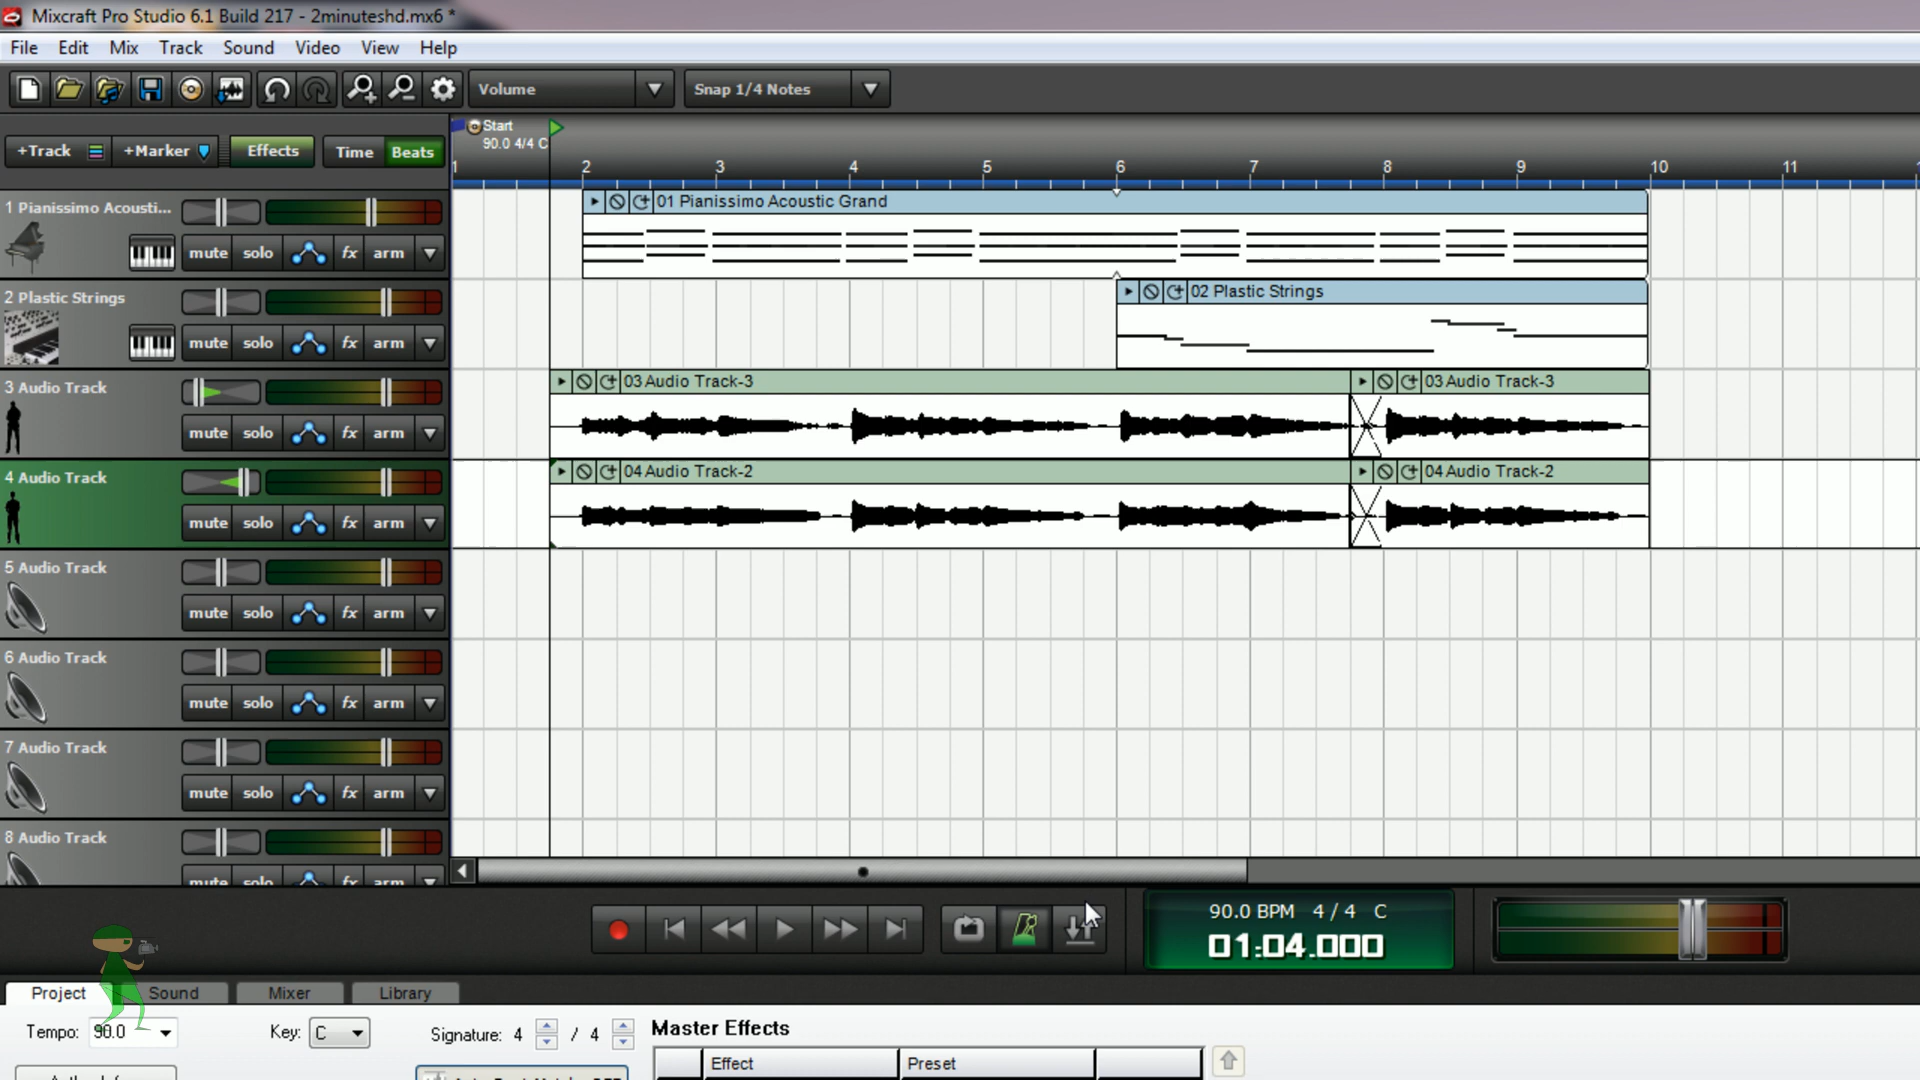 Mixcraft Pro Studio 6.1 Build 217 - 2minuteshd.mx6 *
File Edit Mix Track Sound Video View Help
Volume Snap 1/4 Notes
Start
90.0 4/4 C
+Track +Marker Effects Time Beats
1 2 3 4 5 6 7 8 9 10 11
1 Pianissimo Acousti...
01 Pianissimo Acoustic Grand
mute solo fx arm
2 Plastic Strings
02 Plastic Strings
mute solo fx arm
3 Audio Track
03 Audio Track-3 03 Audio Track-3
mute solo fx arm
4 Audio Track
04 Audio Track-2 04 Audio Track-2
mute solo fx arm
5 Audio Track
mute solo fx arm
6 Audio Track
mute solo fx arm
7 Audio Track
mute solo fx arm
8 Audio Track
mute solo fx arm
90.0 BPM 4 / 4 C
01:04.000
Project Sound Mixer Library
Tempo: 90.0 Key: C Signature: 4 / 4 Master Effects
Effect Preset